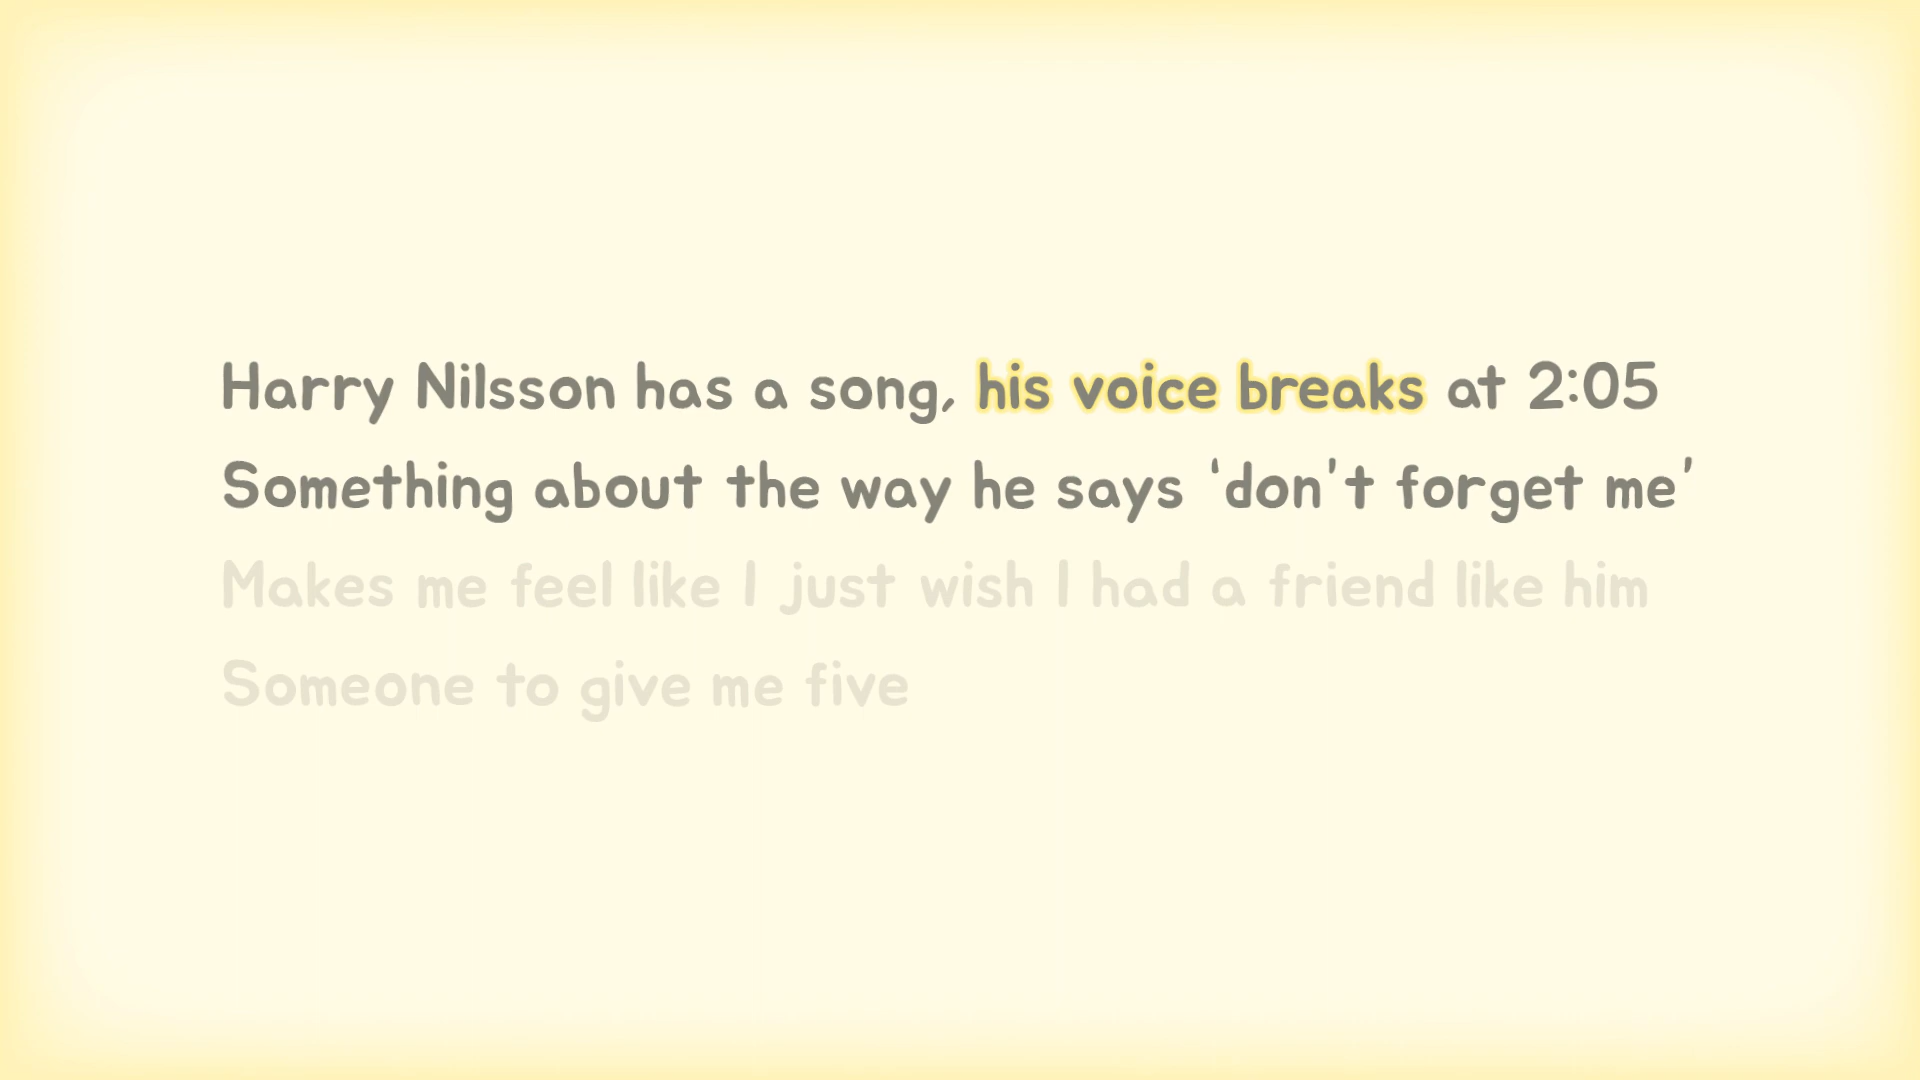 Harry Nilsson has a song, his voice breaks at 2:05
Something about the way he says ‘don’t forget me’
Makes me feel like I just wish I had a friend like him
Someone to give me five